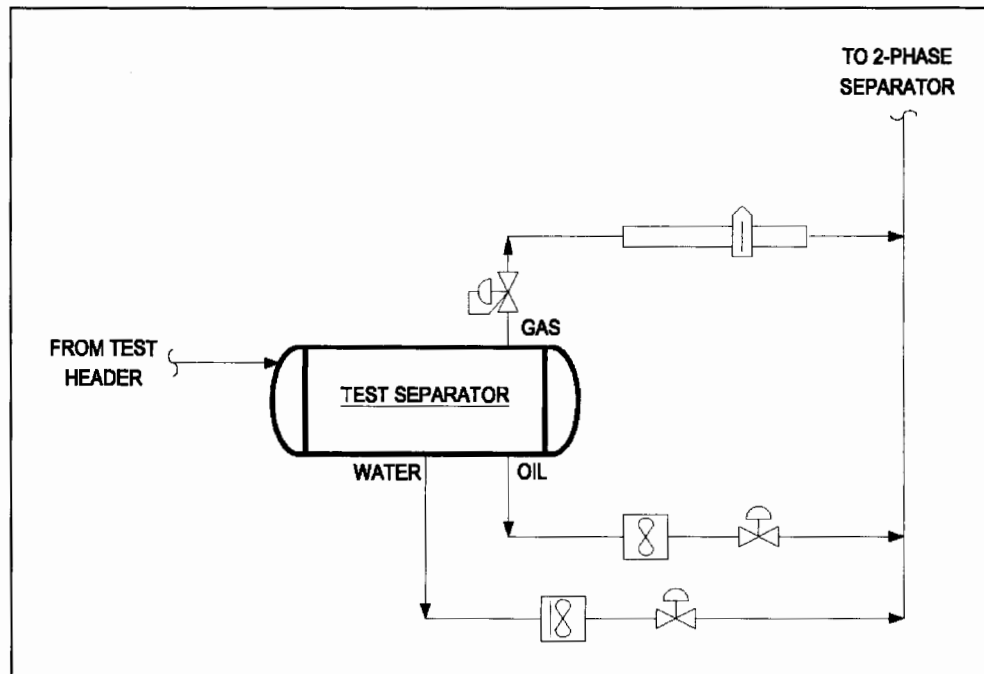 TO 2-PHASE
SEPARATOR
GAS
FROM TEST
HEADER
TEST SEPARATOR
WATER
OIL